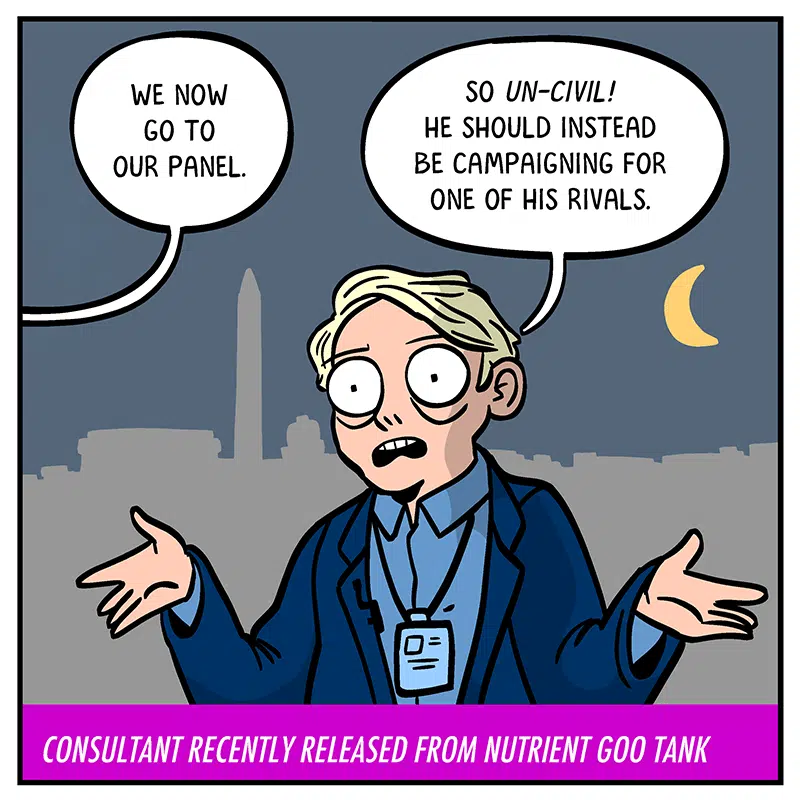 WE NOW
GO TO
OUR PANEL.
SO UN-CIVIL!
HE SHOULD INSTEAD
BE CAMPAIGNING FOR
ONE OF HIS RIVALS.
CONSULTANT RECENTLY RELEASED FROM NUTRIENT GOO TANK